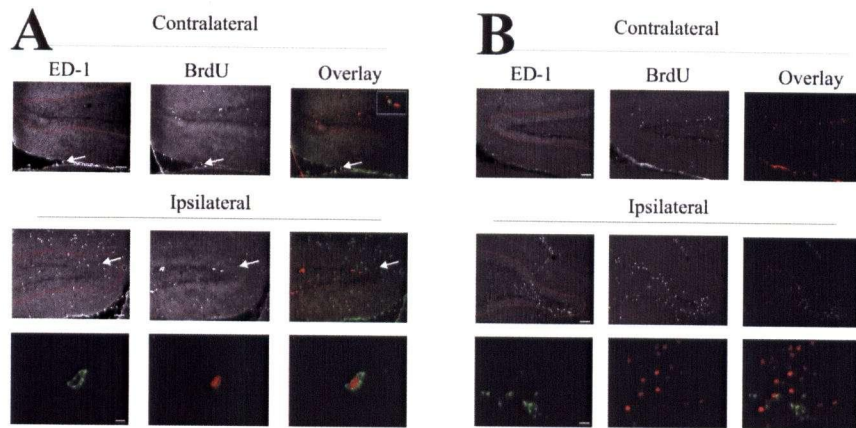 A
Contralateral
ED-1 BrdU Overlay
Ipsilateral
B
Contralateral
ED-1 BrdU Overlay
Ipsilateral